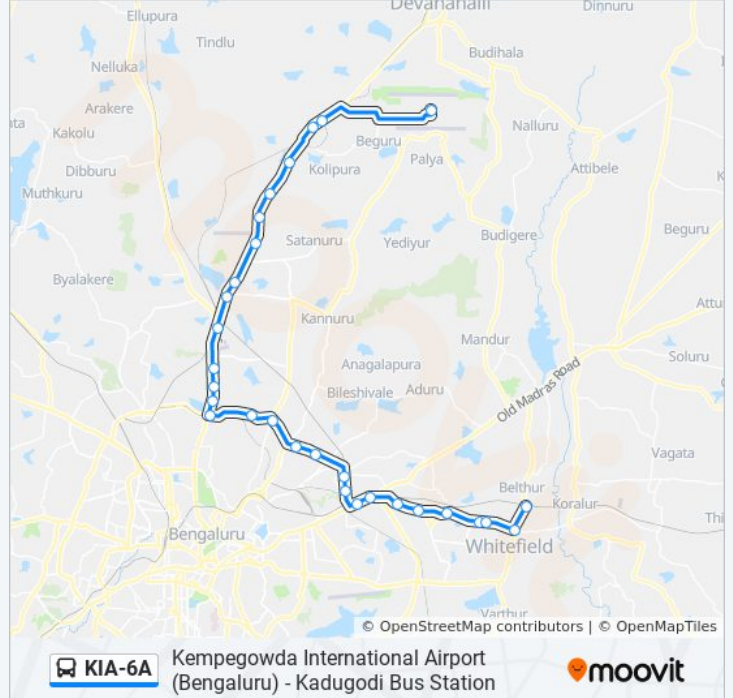 Devanahalli
Ellupura
Dinnuru
Tindlu
Budihala
Nelluka
Arakere
Kakolu
Nalluru
Beguru
Palya
Dibburu
Kolipura
Attibele
Muthkuru
Satanuru
Yediyur
Budigere
Beguru
Byalakere
Attur
Kannuru
Mandur
Soluru
Anagalapura
Bileshivale
Aduru
Old Madras Road
Vagata
Belthur
Koralur
Thi
Bengaluru
Whitefield
Varthur
© OpenStreetMap contributors | © OpenMapTiles
KIA-6A
Kempegowda International Airport
(Bengaluru) - Kadugodi Bus Station
moovit